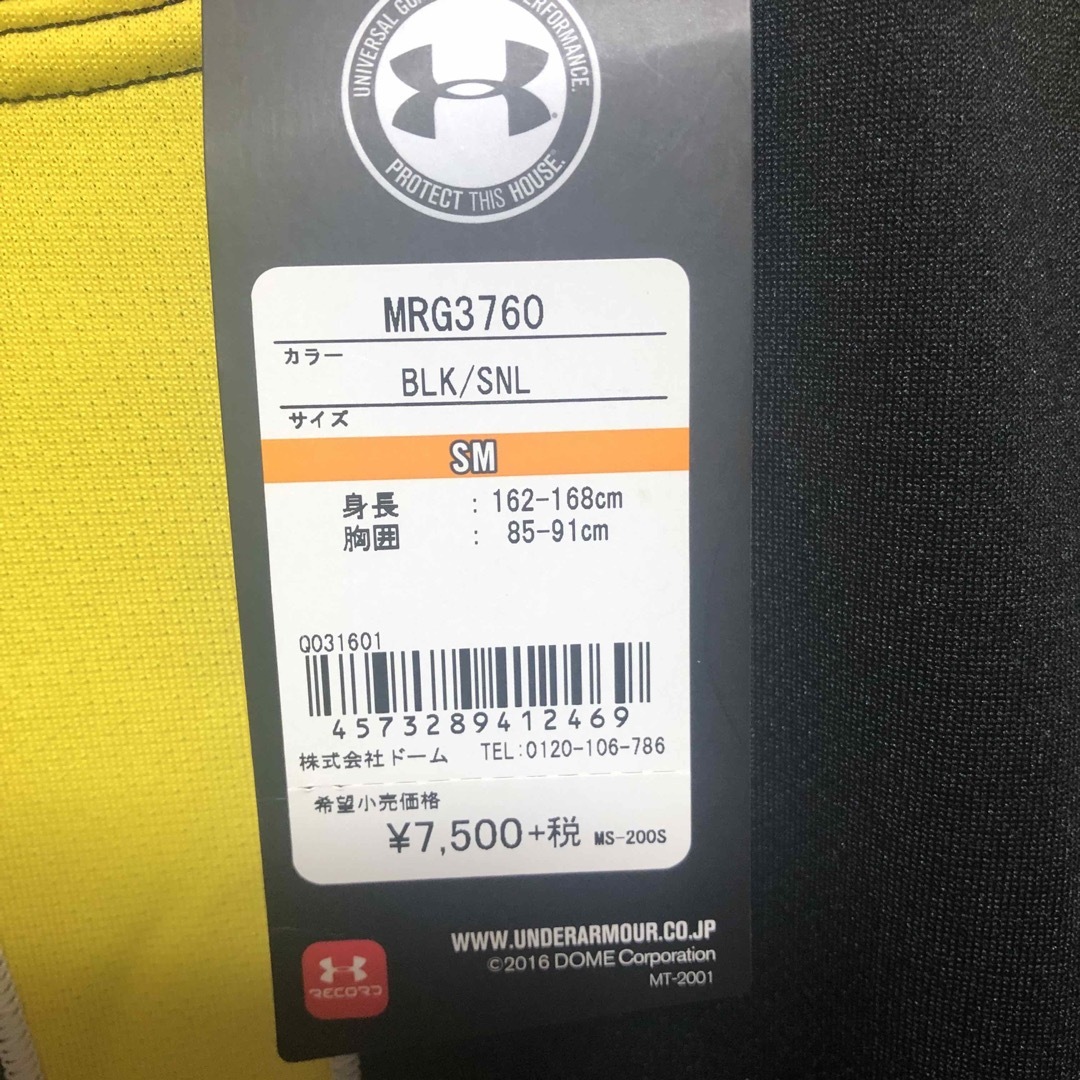 UNIVERSAL GU PERFORMANCE.
PROTECT THIS HOUSE.
MRG3760
カラー
BLK/SNL
サイズ
SM
身長 : 162-168cm
胸囲 : 85-91cm
Q031601
4573289412469
株式会社ドーム TEL:0120-106-786
希望小売価格
¥7,500+税 MS-200S
WWW.UNDERARMOUR.CO.JP
©2016 DOME Corporation
MT-2001
RECORD